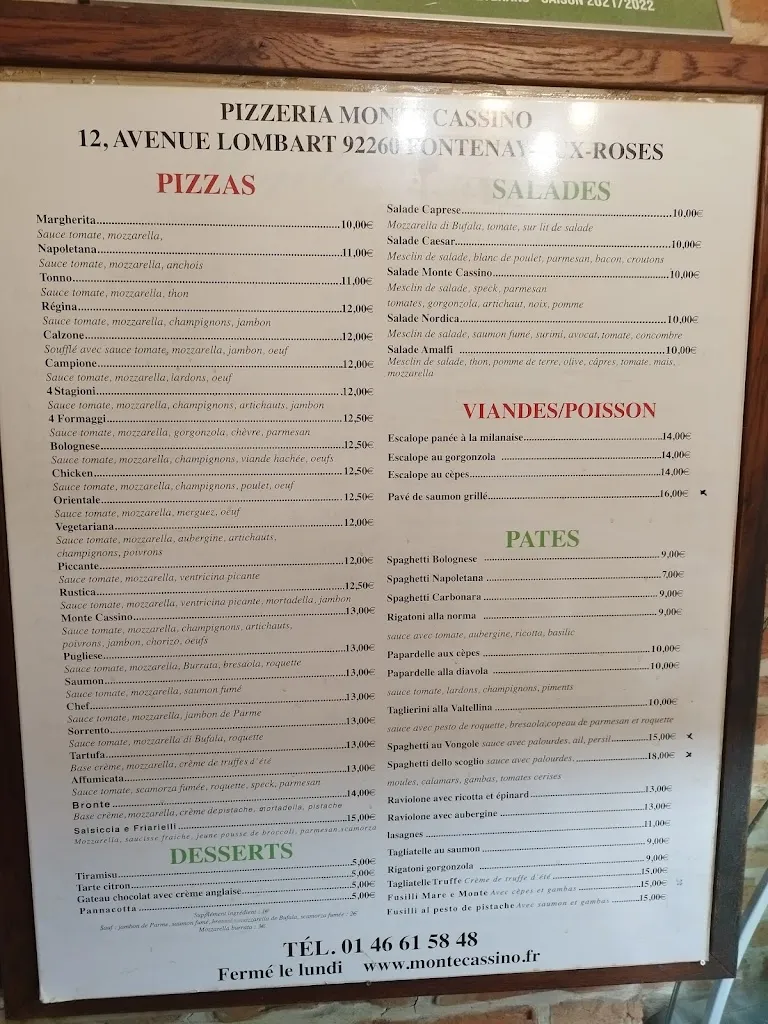 SAISON 2021/2022
PIZZERIA MON CASSINO
12, AVENUE LOMBART 92260 FONTENAY X-ROSES
PIZZAS
Margherita 10,00€
Sauce tomate, mozzarella,
Napoletana 11,00€
Sauce tomate, mozzarella, anchois
Tonno 11,00€
Sauce tomate, mozzarella, thon
Régina 12,00€
Sauce tomate, mozzarella, champignons, jambon
Calzone 12,00€
Soufflé avec sauce tomate, mozzarella, jambon, oeuf
Campione 12,00€
Sauce tomate, mozzarella, lardons, oeuf
4 Stagioni 12,00€
Sauce tomate, mozzarella, champignons, artichauts, jambon
4 Formaggi 12,50€
Sauce tomate, mozzarella, gorgonzola, chèvre, parmesan
Bolognese 12,50€
Sauce tomate, mozzarella, champignons, viande hachée, oeufs
Chicken 12,50€
Sauce tomate, mozzarella, champignons, poulet, oeuf
Orientale 12,50€
Sauce tomate, mozzarella, merguez, oeuf
Vegetariana 12,00€
Sauce tomate, mozzarella, aubergine, artichauts,
champignons, poivrons
Piccante 12,00€
Sauce tomate, mozzarella, ventricina picante
Rustica 12,50€
Sauce tomate, mozzarella, ventricina picante, mortadella, jambon
Monte Cassino 13,00€
Sauce tomate, mozzarella, champignons, artichauts,
poivrons, jambon, chorizo, oeufs
Pugliese 13,00€
Sauce tomate, mozzarella, Burrata, bresaola, roquette
Saumon 13,00€
Sauce tomate, mozzarella, saumon fumé
Chef 13,00€
Sauce tomate, mozzarella, jambon de Parme
Sorrento 13,00€
Sauce tomate, mozzarella di Bufala, roquette
Tartufa 13,00€
Base crème, mozzarella, crème de truffes d'été
Affumicata 13,00€
Sauce tomate, scamorza fumée, roquette, speck, parmesan
Bronte 14,00€
Base crème, mozzarella, crème de pistache, mortadella, pistache
Salsiccia e Friarielli 15,00€
Mozzarella, saucisse fraiche, jeune pousse de broccoli, parmesan, scamorza
DESSERTS
Tiramisu 5,00€
Tarte citron 5,00€
Gateau chocolat avec crème anglaise 5,00€
Pannacotta 5,00€
Supplément ingrédient : 1€
Mozzarella burrata : 3€
SALADES
Salade Caprese 10,00€
Mozzarella di Bufala, tomate, sur lit de salade
Salade Caesar 10,00€
Mesclin de salade, blanc de poulet, parmesan, bacon, croutons
Salade Monte Cassino 10,00€
Mesclin de salade, speck, parmesan
tomates, gorgonzola, artichaut, noix, pomme
Salade Nordica 10,00€
Mesclin de salade, saumon fumé, surimi, avocat, tomate, concombre
Salade Amalfi 10,00€
Mesclin de salade, thon, pomme de terre, olive, câpres, tomate, mais,
mozzarella
VIANDES/POISSON
Escalope panée à la milanaise 14,00€
Escalope au gorgonzola 14,00€
Escalope au cèpes 14,00€
Pavé de saumon grillé 16,00€
PATES
Spaghetti Bolognese 9,00€
Spaghetti Napoletana 7,00€
Spaghetti Carbonara 9,00€
Rigatoni alla norma 9,00€
sauce avec tomate, aubergine, ricotta, basilic
Papardelle aux cèpes 10,00€
Papardelle alla diavola 10,00€
sauce tomate, lardons, champignons, piments
Taglierini alla Valtellina 10,00€
sauce avec pesto de roquette, bresaola,copeau de parmesan et roquette
Spaghetti au Vongole sauce avec palourdes, ail, persil 15,00€
Spaghetti dello scoglio sauce avec palourdes, 18,00€
moules, calamars, gambas, tomates cerises
Raviolone avec ricotta et épinard 13,00€
Raviolone avec aubergine 13,00€
lasagnes 11,00€
Tagliatelle au saumon 9,00€
Rigatoni gorgonzola 9,00€
Tagliatelle Truffe Crème de truffe d'été 15,00€
Fusilli Mare e Monte Avec cèpes et gambas 15,00€
Fusilli al pesto de pistache Avec saumon et gambas 15,00€
TÉL. 01 46 61 58 48
Fermé le lundi www.montecassino.fr